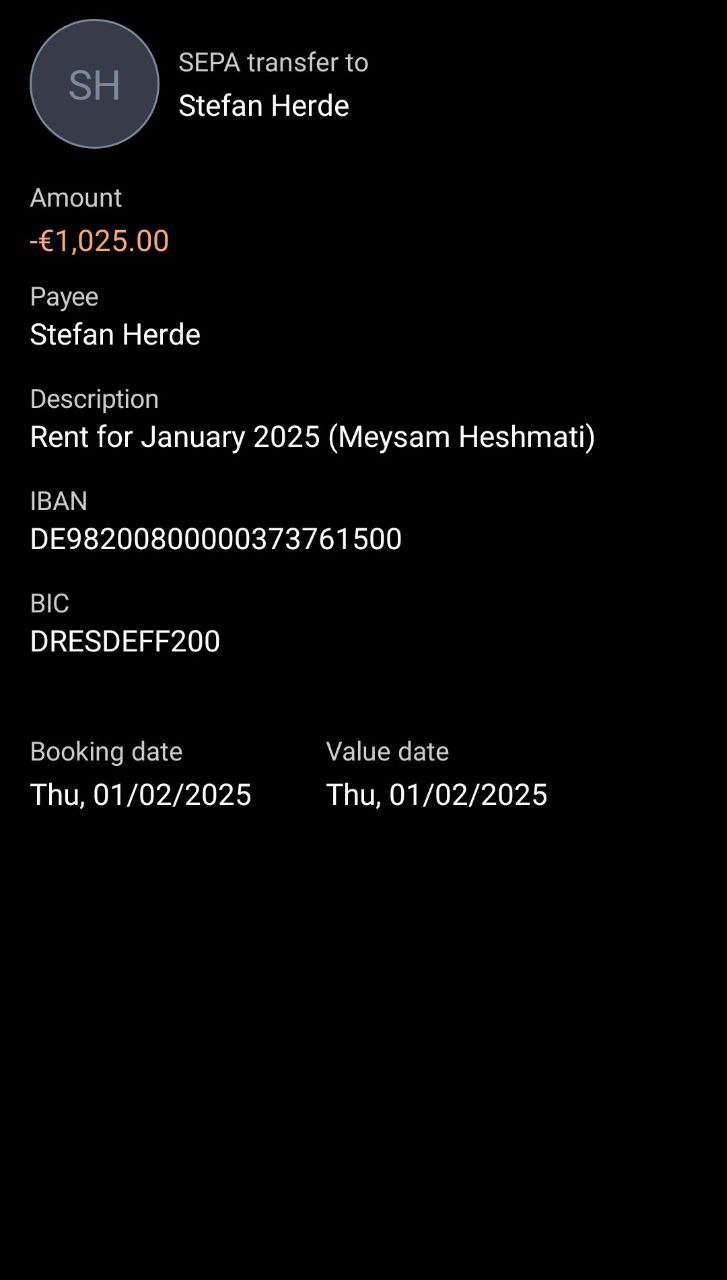 SH
SEPA transfer to
Stefan Herde
Amount
-€1,025.00
Payee
Stefan Herde
Description
Rent for January 2025 (Meysam Heshmati)
IBAN
DE98200800000373761500
BIC
DRESDEFF200
Booking date
Value date
Thu, 01/02/2025
Thu, 01/02/2025